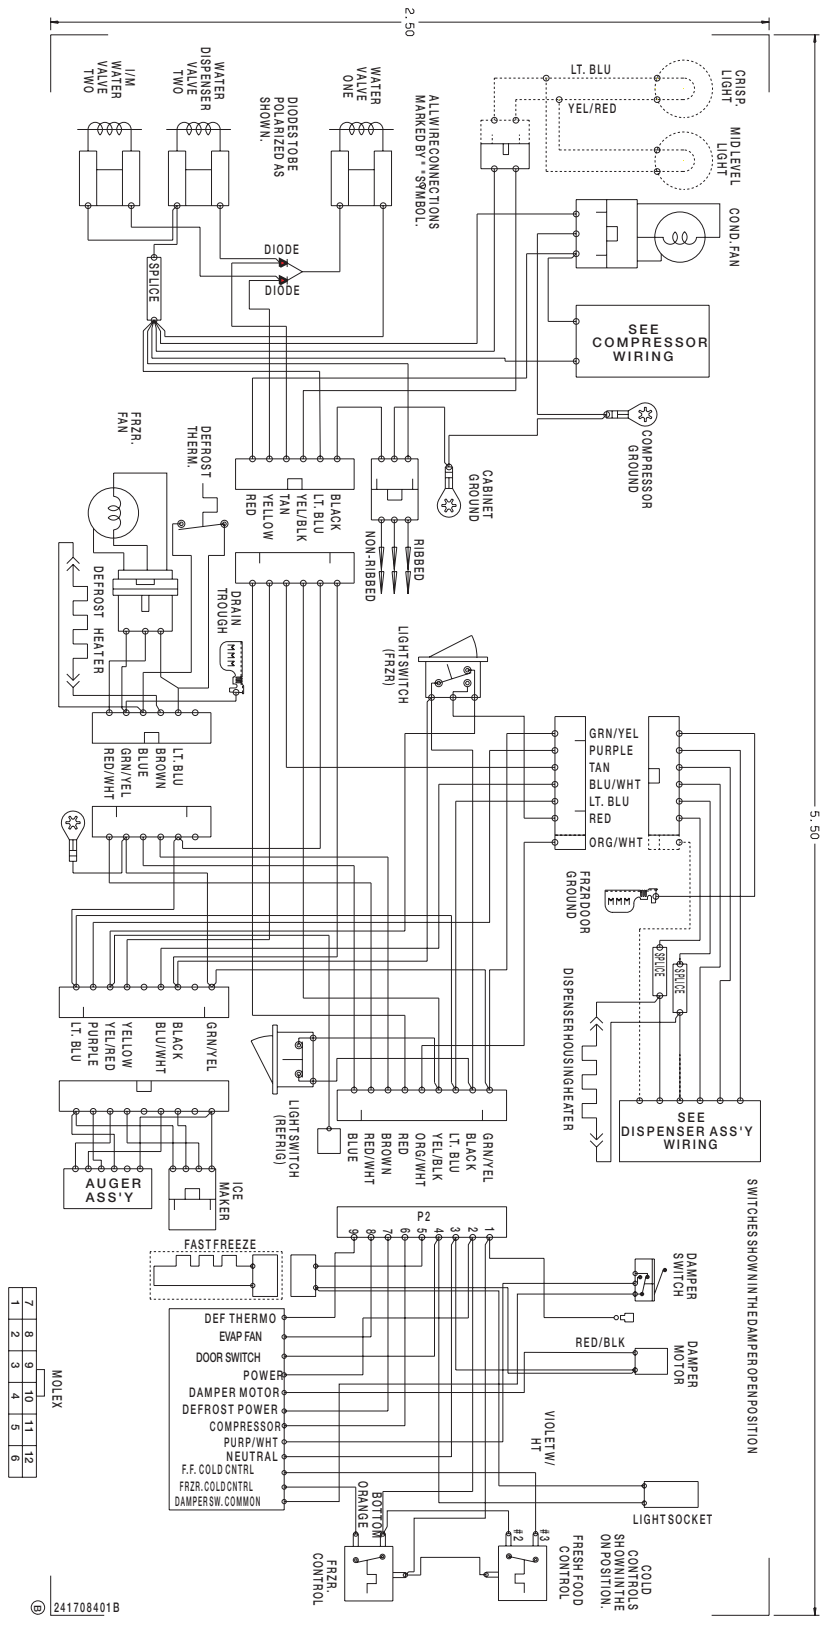 2.50
5.50
I/M
WATER
VALVE
TWO
WATER
DISPENSER
VALVE
TWO
DIODES TO BE
POLARIZED AS
SHOWN.
WATER
VALVE
ONE
ALL WIRE CONNECTIONS
MARKED BY "*" SYMBOL.
LT. BLU
YEL/RED
CRISP.
LIGHT
MID LEVEL
LIGHT
COND. FAN
DIODE
DIODE
SPLICE
SEE
COMPRESSOR
WIRING
COMPRESSOR
GROUND
CABINET
GROUND
FRZR.
FAN
DEFROST
THERM.
RED
YELLOW
TAN
YEL/BLK
LT. BLU
BLACK
NON-RIBBED
RIBBED
DEFROST HEATER
DRAIN
TROUGH
LIGHT SWITCH
(FRZR)
RED/WHT
GRN/YEL
BLUE
BROWN
LT. BLU
GRN/YEL
PURPLE
TAN
BLU/WHT
LT. BLU
RED
ORG/WHT
FRZR DOOR
GROUND
SPLICE
SPLICE
DISPENSER HOUSING HEATER
SEE
DISPENSER ASS'Y
WIRING
LT. BLU
PURPLE
YEL/RED
YELLOW
BLU/WHT
BLACK
GRN/YEL
LIGHT SWITCH
(REFRIG)
BLUE
RED/WHT
BROWN
RED
ORG/WHT
YEL/BLK
LT. BLU
BLACK
GRN/YEL
AUGER
ASS'Y
ICE
MAKER
P2
9 8 7 6 5 4 3 2 1
SWITCHES SHOWN IN THE DAMPER OPEN POSITION
FAST FREEZE
DAMPER
SWITCH
RED/BLK
DAMPER
MOTOR
DEF THERMO
EVAP FAN
DOOR SWITCH
POWER
DAMPER MOTOR
DEFROST POWER
COMPRESSOR
PURP/WHT
NEUTRAL
F.F. COLD CNTRL
FRZR. COLD CNTRL
DAMPER SW. COMMON
VIOLET W/
HT
BOTTOM
ORANGE
LIGHT SOCKET
#2
#3
FRZR.
CONTROL
FRESH FOOD
CONTROL
COLD
CONTROLS
SHOWN IN THE
ON POSITION.
MOLEX
7 8 9 10 11 12
1 2 3 4 5 6
B 241708401B